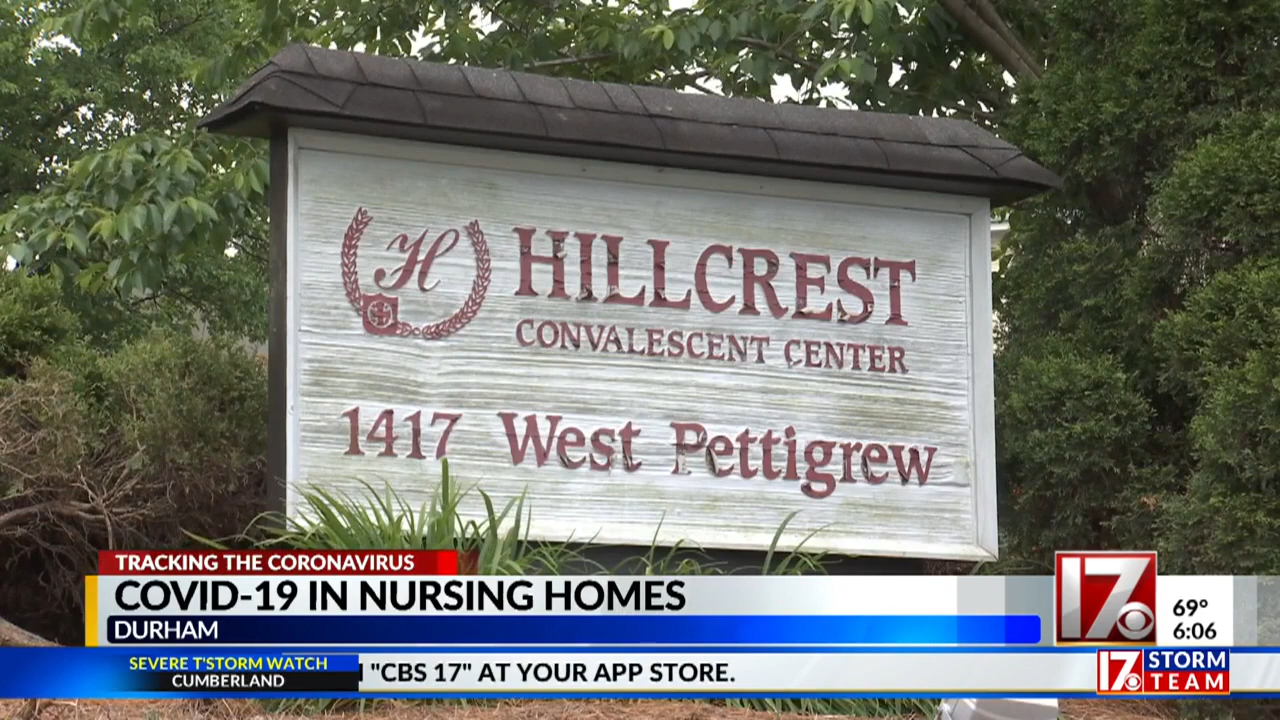 H
HILLCREST
CONVALESCENT CENTER
1417 West Pettigrew
TRACKING THE CORONAVIRUS
COVID-19 IN NURSING HOMES
DURHAM
17
69°
6:06
SEVERE T'STORM WATCH
CUMBERLAND
"CBS 17" AT YOUR APP STORE.
17 STORM
TEAM